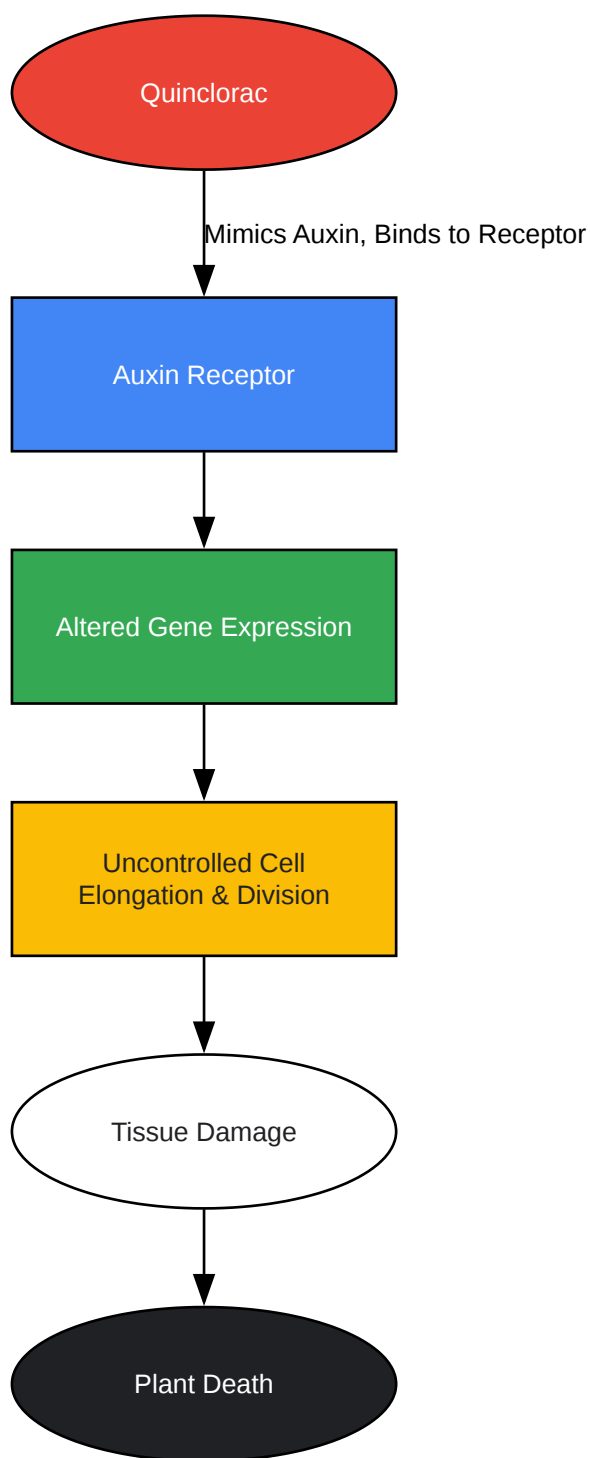 Quinclorac
Mimics Auxin, Binds to Receptor
Auxin Receptor
Altered Gene Expression
Uncontrolled Cell
Elongation & Division
Tissue Damage
Plant Death